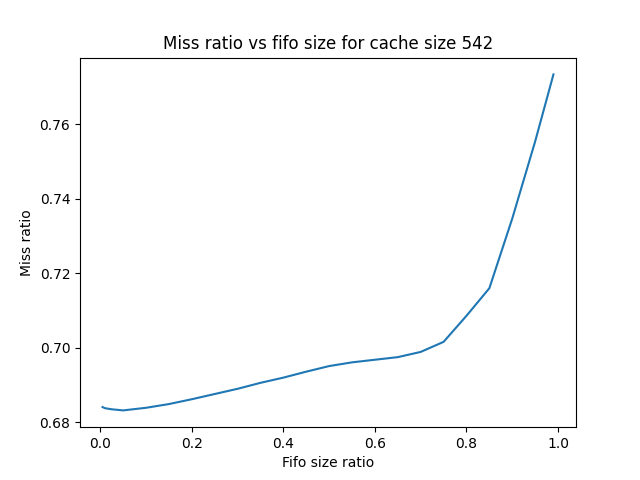 Miss ratio vs fifo size for cache size 542
0.76
0.74
0.72
0.70
0.68
Miss ratio
0.0 0.2 0.4 0.6 0.8 1.0
Fifo size ratio